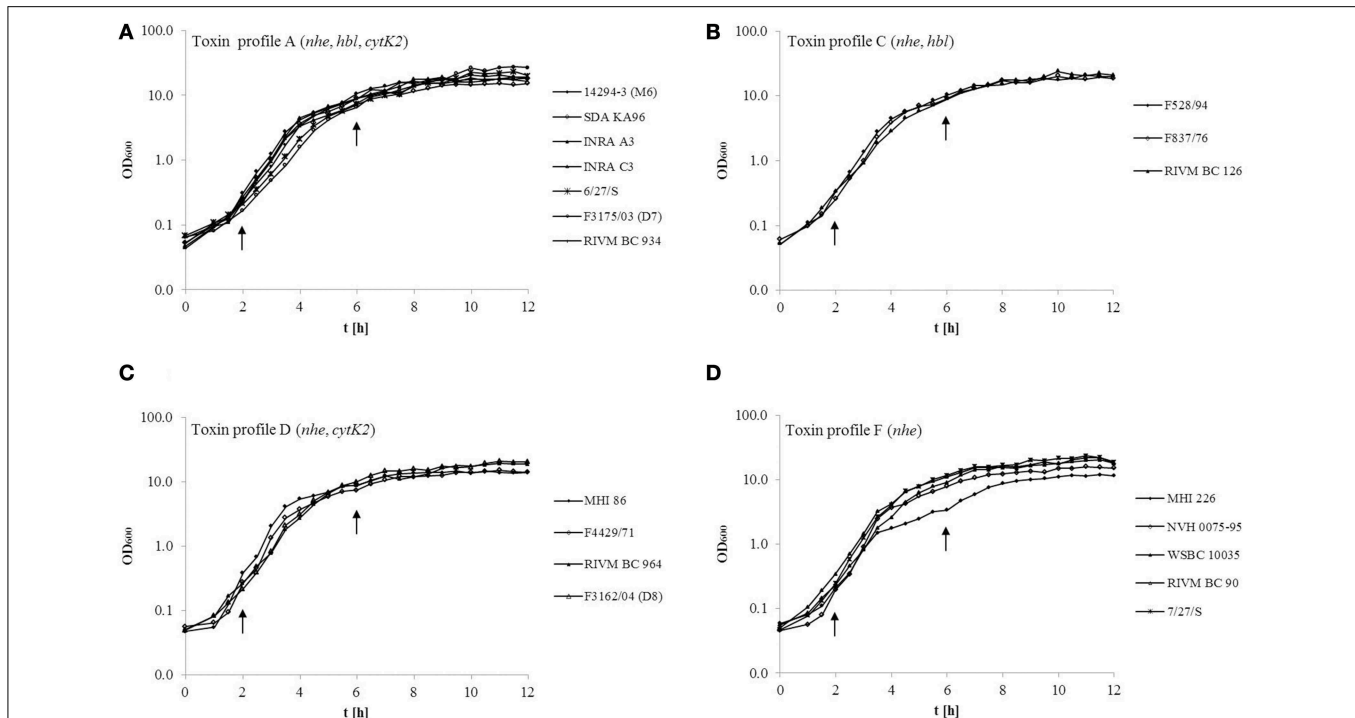 A
Toxin profile A (nhe, hbl, cytK2)
100.0
10.0
1.0
0.1
0.0
OD600
0 2 4 6 8 10 12
t [h]
14294-3 (M6)
SDA KA96
INRA A3
INRA C3
6/27/S
F3175/03 (D7)
RIVM BC 934
B
Toxin profile C (nhe, hbl)
100.0
10.0
1.0
0.1
0.0
OD600
0 2 4 6 8 10 12
t [h]
F528/94
F837/76
RIVM BC 126
C
Toxin profile D (nhe, cytK2)
100.0
10.0
1.0
0.1
0.0
OD600
0 2 4 6 8 10 12
t [h]
MHI 86
F4429/71
RIVM BC 964
F3162/04 (D8)
D
Toxin profile F (nhe)
100.0
10.0
1.0
0.1
0.0
OD600
0 2 4 6 8 10 12
t [h]
MHI 226
NVH 0075-95
WSBC 10035
RIVM BC 90
7/27/S